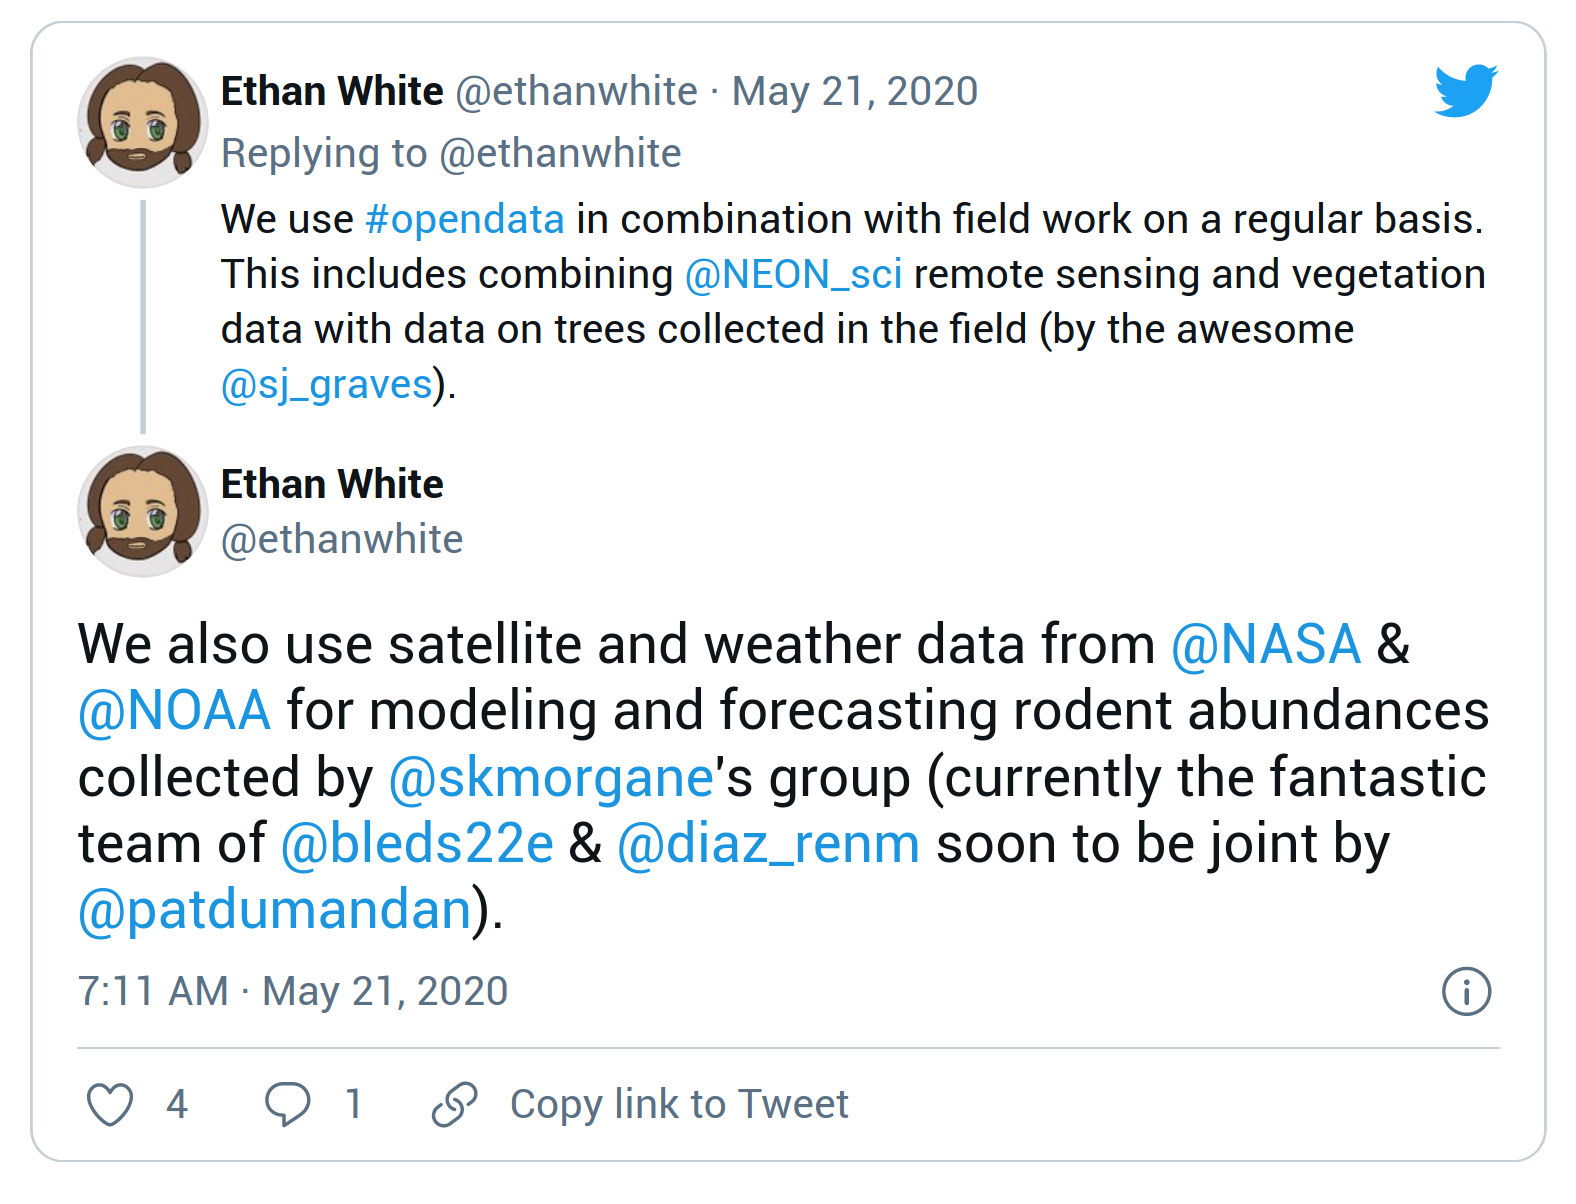 Ethan White @ethanwhite · May 21, 2020
Replying to @ethanwhite
We use #opendata in combination with field work on a regular basis.
This includes combining @NEON_sci remote sensing and vegetation
data with data on trees collected in the field (by the awesome
@sj_graves).
Ethan White
@ethanwhite
We also use satellite and weather data from @NASA &
@NOAA for modeling and forecasting rodent abundances
collected by @skmorgane's group (currently the fantastic
team of @bleds22e & @diaz_renm soon to be joint by
@patdumandan).
7:11 AM · May 21, 2020
4 1 Copy link to Tweet